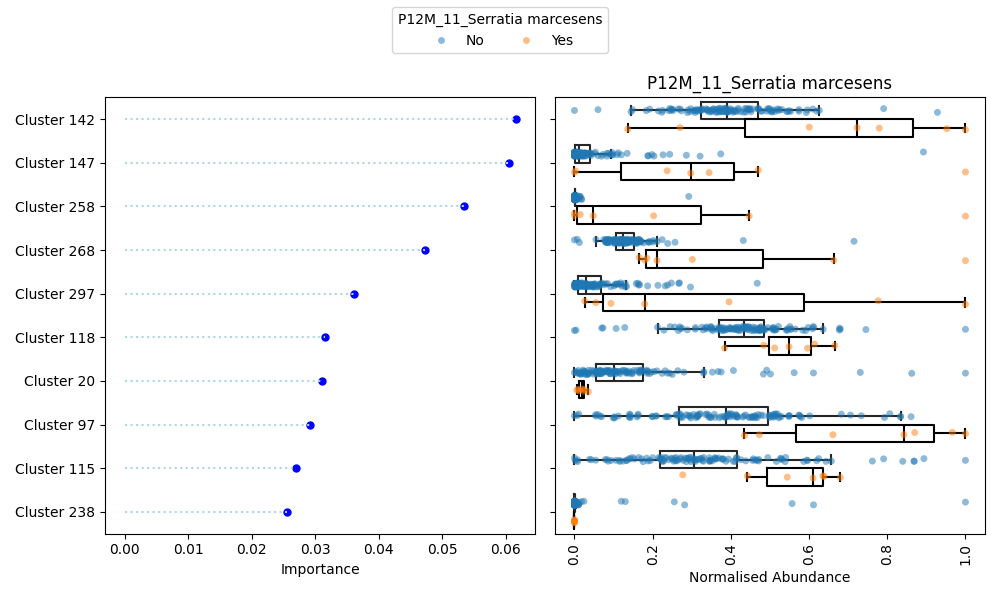 P12M_11_Serratia marcesens
No Yes
P12M_11_Serratia marcesens
Cluster 142
Cluster 147
Cluster 258
Cluster 268
Cluster 297
Cluster 118
Cluster 20
Cluster 97
Cluster 115
Cluster 238
0.00 0.01 0.02 0.03 0.04 0.05 0.06
Importance
0.0 0.2 0.4 0.6 0.8 1.0
Normalised Abundance